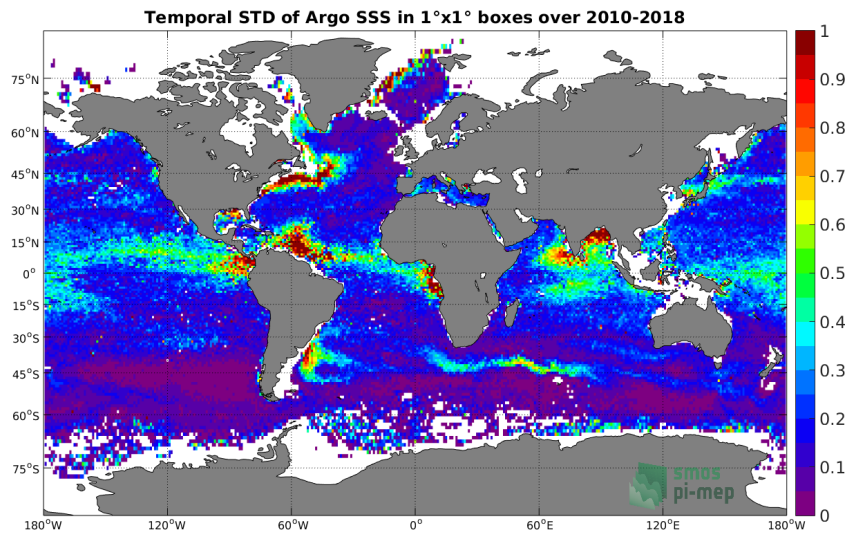 Temporal STD of Argo SSS in 1°x1° boxes over 2010-2018
75°N
60°N
45°N
30°N
15°N
0°
15°S
30°S
45°S
60°S
75°S
180°W
120°W
60°W
0°
60°E
120°E
180°W
1
0.9
0.8
0.7
0.6
0.5
0.4
0.3
0.2
0.1
0
smos
pi-mep